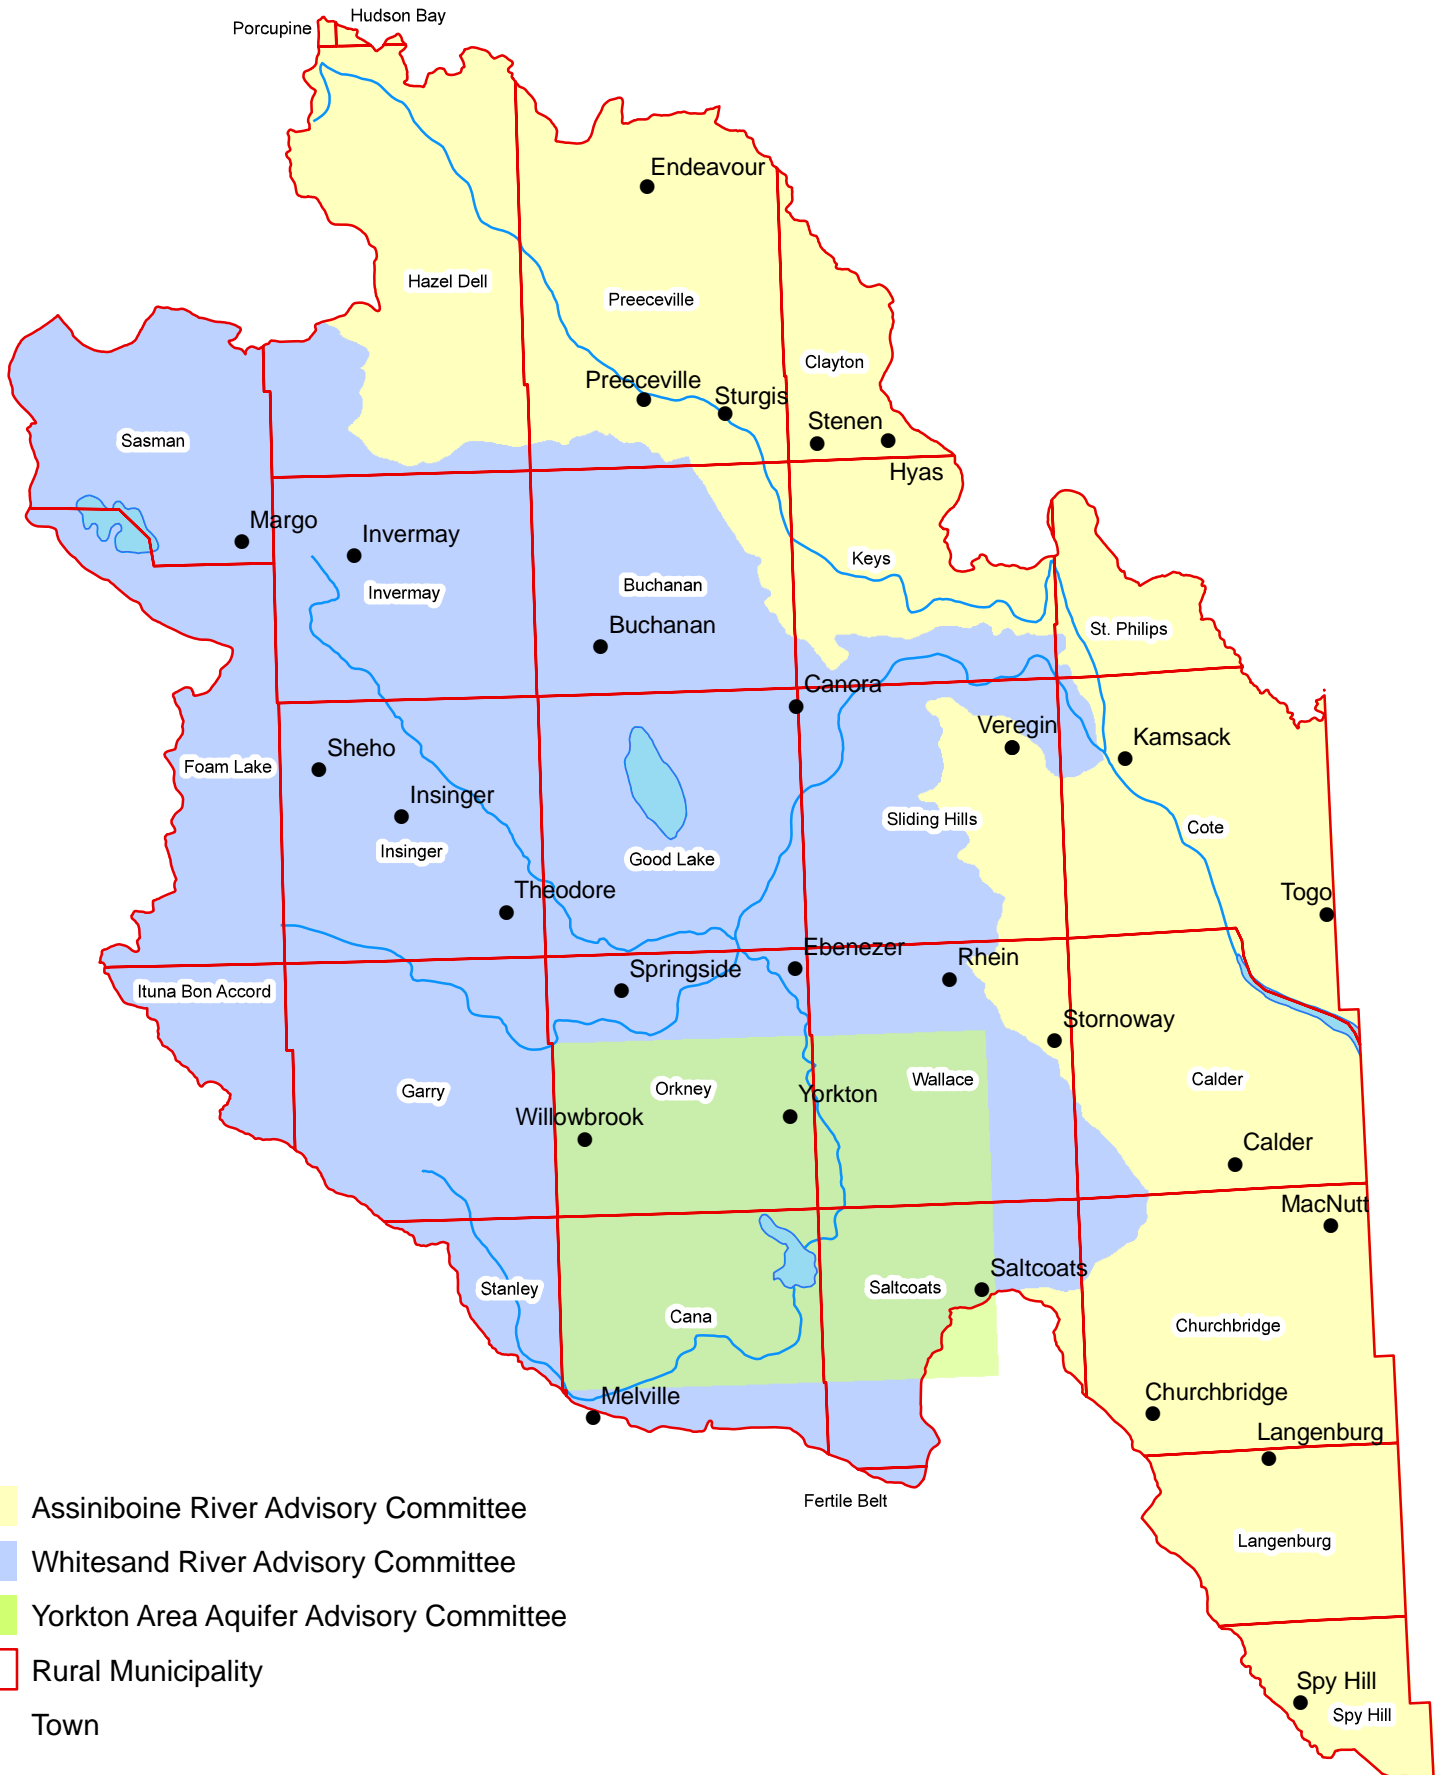 Hudson Bay
Porcupine
Endeavour
Hazel Dell
Preeceville
Clayton
Preeceville
Sturgis
Stenen
Sasman
Hyas
Margo
Invermay
Keys
Buchanan
Invermay
Buchanan
St. Philips
Canora
Veregin
Kamsack
Sheho
Foam Lake
Insinger
Sliding Hills
Cote
Insinger
Good Lake
Theodore
Togo
Ebenezer
Rhein
Springside
Ituna Bon Accord
Stornoway
Wallace
Calder
Orkney
Garry
Yorkton
Willowbrook
Calder
MacNutt
Saltcoats
Saltcoats
Stanley
Cana
Churchbridge
Churchbridge
Melville
Langenburg
Fertile Belt
Assiniboine River Advisory Committee
Langenburg
Whitesand River Advisory Committee
Yorkton Area Aquifer Advisory Committee
Rural Municipality
Spy Hill
Spy Hill
Town